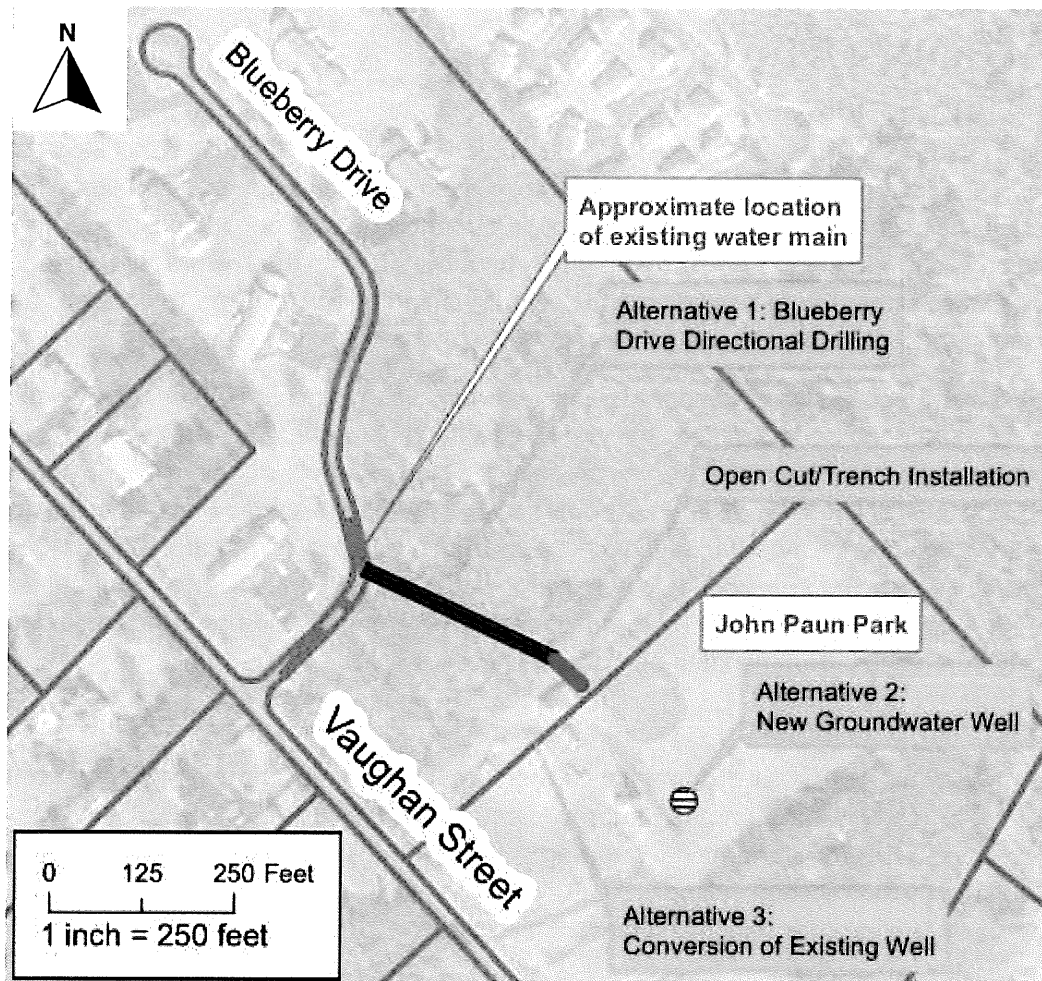 N
Blueberry Drive
Approximate location
of existing water main
Alternative 1: Blueberry
Drive Directional Drilling
Open Cut/Trench Installation
John Paun Park
Alternative 2:
New Groundwater Well
Vaughan Street
0 125 250 Feet
1 inch = 250 feet
Alternative 3:
Conversion of Existing Well